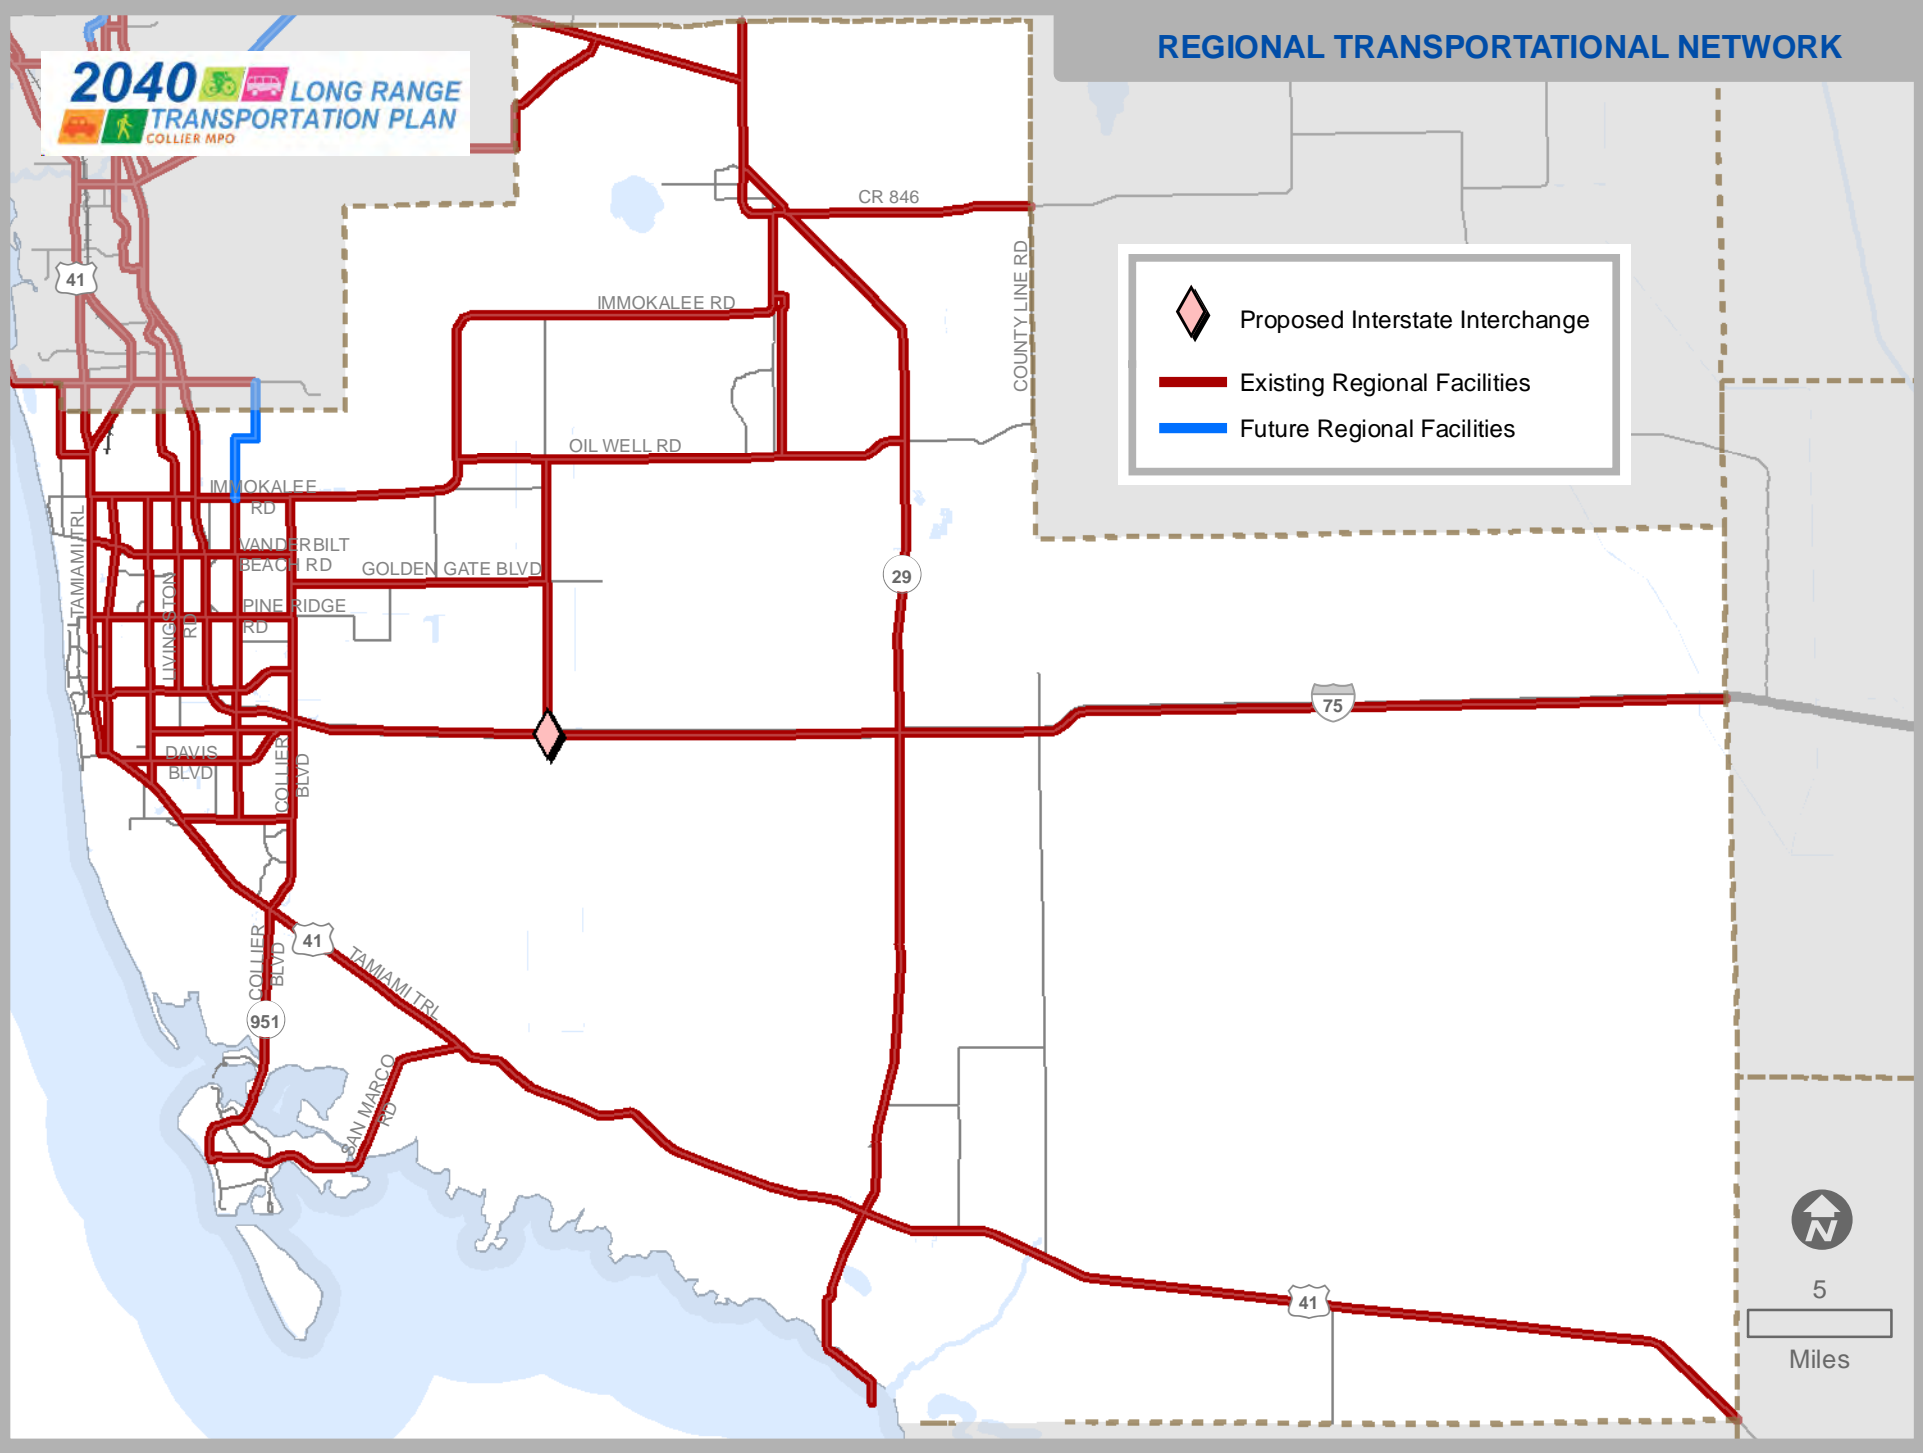 REGIONAL TRANSPORTATIONAL NETWORK
2040 LONG RANGE
TRANSPORTATION PLAN
COLLIER MPO
CR 846
41
IMMOKALEE RD
COUNTY LINE RD
Proposed Interstate Interchange
Existing Regional Facilities
Future Regional Facilities
OIL WELL RD
IMMOKALEE
RD
TAMIAMI TRL
VANDERBILT
BEACH RD
GOLDEN GATE BLVD
29
LIVINGSTON
RD
PINE RIDGE
RD
75
DAVIS
BLVD
COLLIER
BLVD
COLLIER
BLVD
41
TAMIAMI TRL
951
SAN MARCO
RD
41
N
5
Miles